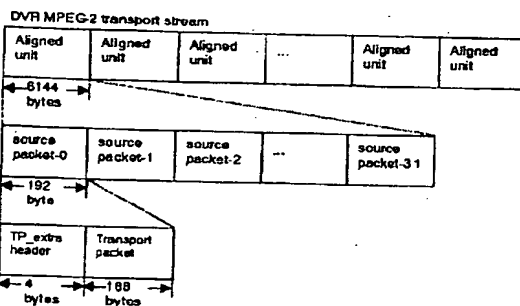 DVR MPEG-2 transport stream
Aligned unit
Aligned unit
Aligned unit
...
Aligned unit
Aligned unit
6144 bytes
source packet-0
source packet-1
source packet-2
...
source packet-31
192 byte
TP_extra header
Transport packet
4 bytes
188 bytes